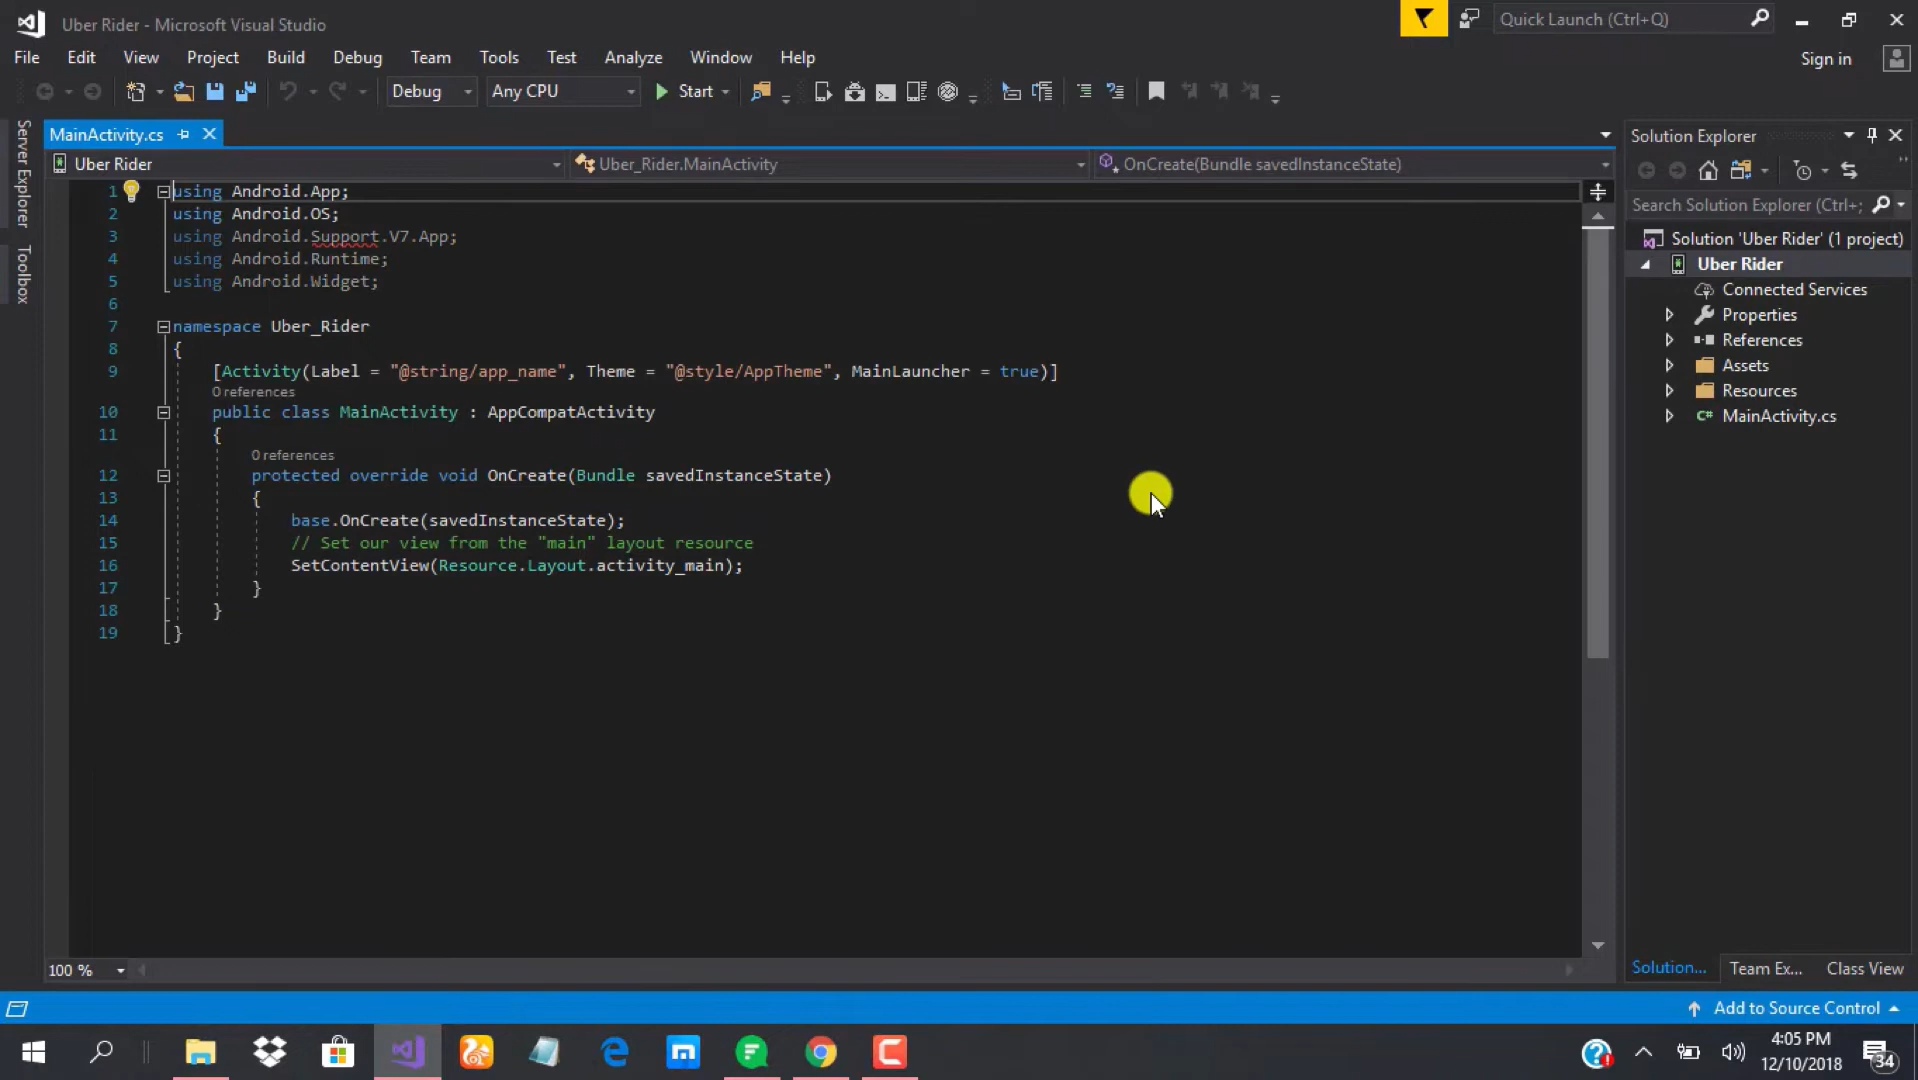 Uber Rider - Microsoft Visual Studio
Quick Launch (Ctrl+Q)
File Edit View Project Build Debug Team Tools Test Analyze Window Help
Sign in
Debug Any CPU Start
Server Explorer
Toolbox
MainActivity.cs
Uber Rider Uber_Rider.MainActivity OnCreate(Bundle savedInstanceState)
1 using Android.App;
2 using Android.OS;
3 using Android.Support.V7.App;
4 using Android.Runtime;
5 using Android.Widget;
6
7 namespace Uber_Rider
8 {
9 [Activity(Label = "@string/app_name", Theme = "@style/AppTheme", MainLauncher = true)]
0 references
10 public class MainActivity : AppCompatActivity
11 {
0 references
12 protected override void OnCreate(Bundle savedInstanceState)
13 {
14 base.OnCreate(savedInstanceState);
15 // Set our view from the "main" layout resource
16 SetContentView(Resource.Layout.activity_main);
17 }
18 }
19 }
100 %
Solution Explorer
Search Solution Explorer (Ctrl+;
Solution 'Uber Rider' (1 project)
Uber Rider
Connected Services
Properties
References
Assets
Resources
C# MainActivity.cs
Solution... Team Ex... Class View
Add to Source Control
4:05 PM
12/10/2018
34